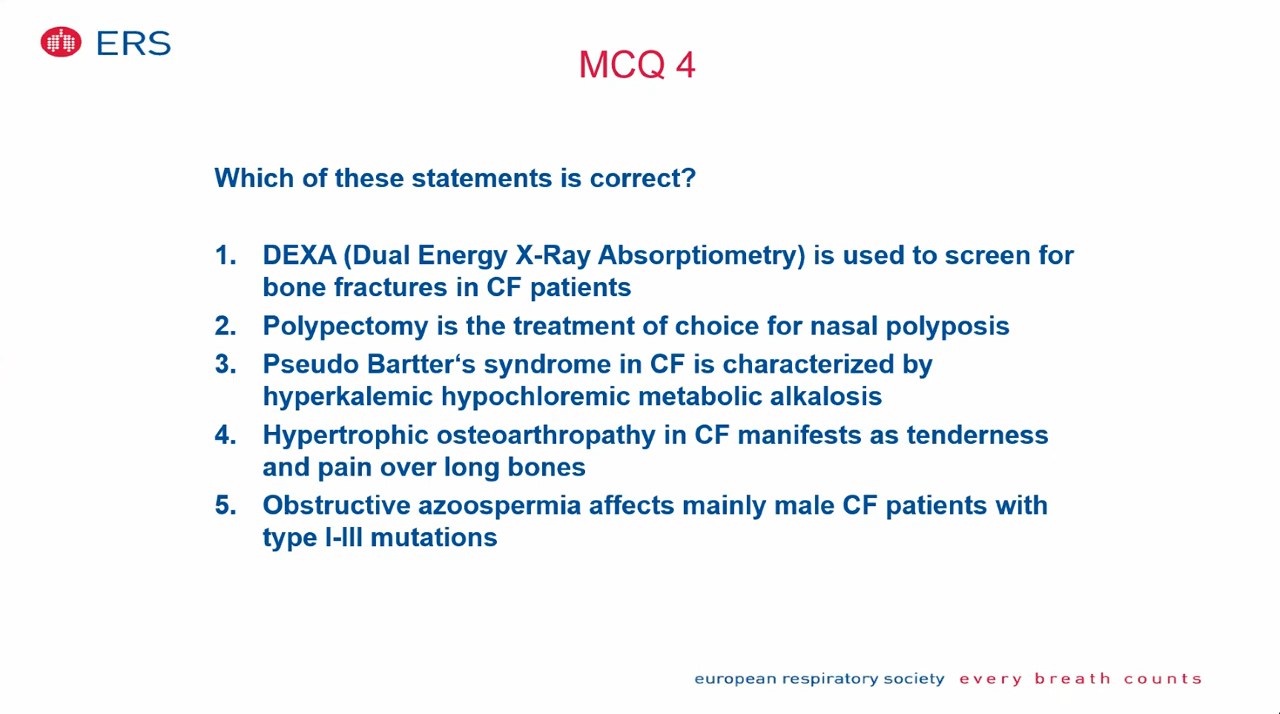 ERS
MCQ 4
Which of these statements is correct?
1. DEXA (Dual Energy X-Ray Absorptiometry) is used to screen for
bone fractures in CF patients
2. Polypectomy is the treatment of choice for nasal polyposis
3. Pseudo Bartter‘s syndrome in CF is characterized by
hyperkalemic hypochloremic metabolic alkalosis
4. Hypertrophic osteoarthropathy in CF manifests as tenderness
and pain over long bones
5. Obstructive azoospermia affects mainly male CF patients with
type I-III mutations
european respiratory society every breath counts